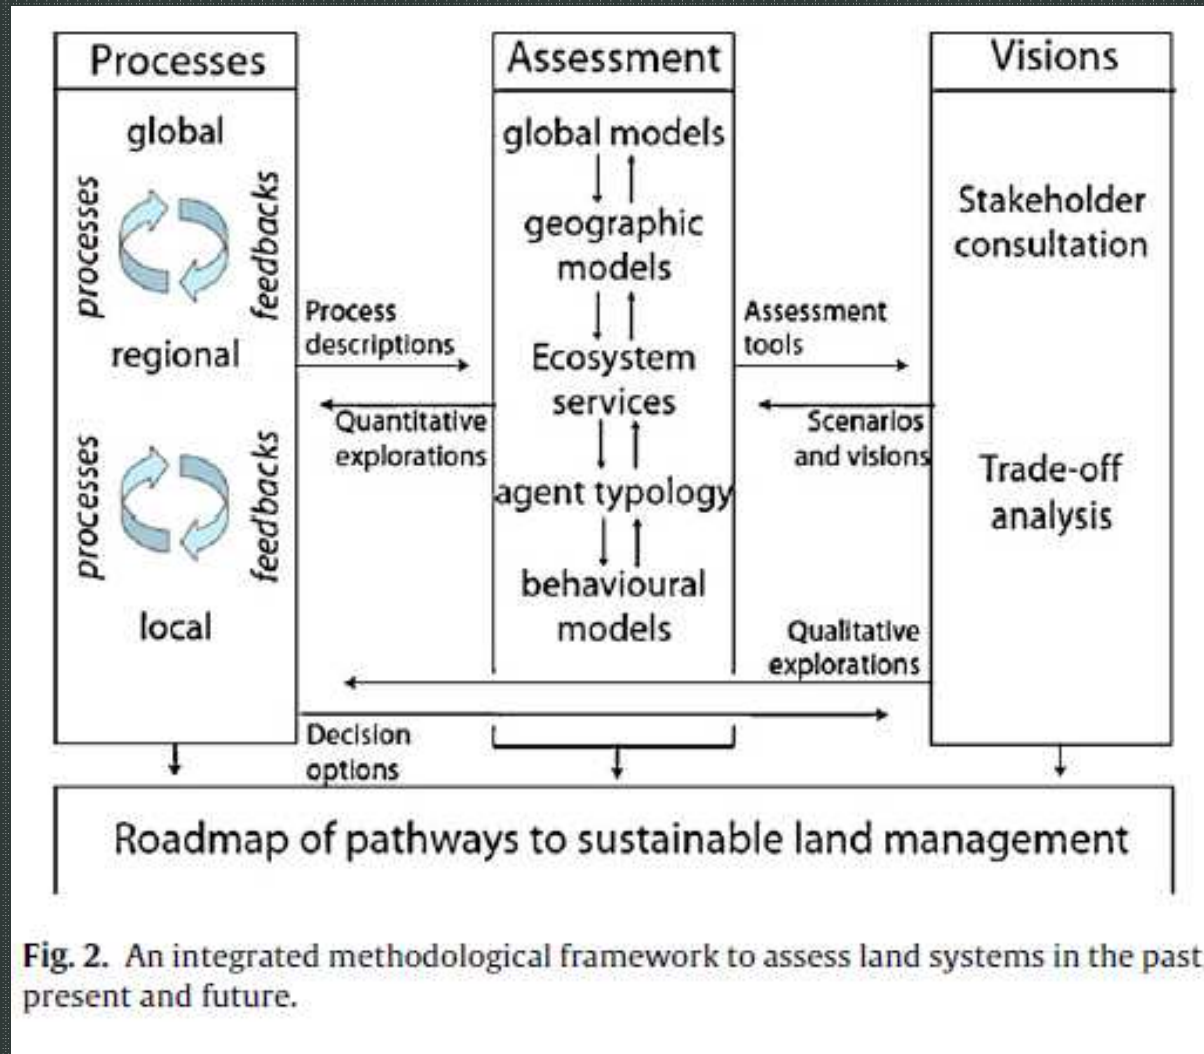 Processes
global
processes
feedbacks
regional
processes
feedbacks
local
Process
descriptions
Quantitative
explorations
Assessment
global models
geographic
models
Ecosystem
services
agent typology
behavioural
models
Assessment
tools
Scenarios
and visions
Qualitative
explorations
Decision
options
Visions
Stakeholder
consultation
Trade-off
analysis
Roadmap of pathways to sustainable land management
Fig. 2. An integrated methodological framework to assess land systems in the past
present and future.